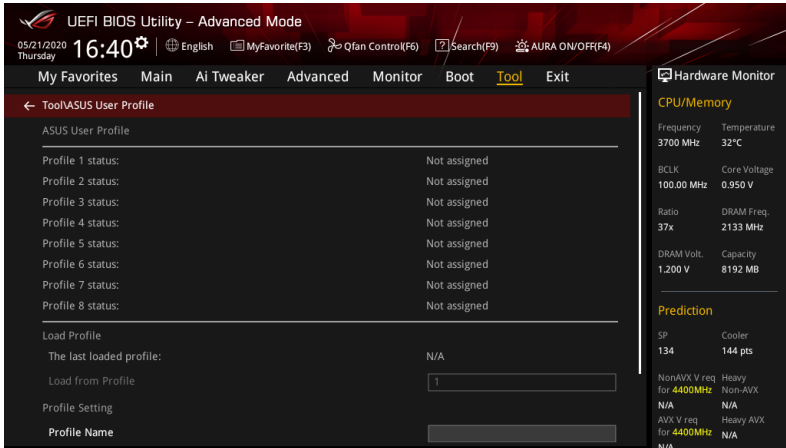 UEFI BIOS Utility – Advanced Mode
05/21/2020 Thursday 16:40 English MyFavorite(F3) Qfan Control(F6) ? Search(F9) AURA ON/OFF(F4)
My Favorites Main Ai Tweaker Advanced Monitor Boot Tool Exit
← Tool\ASUS User Profile
ASUS User Profile
Profile 1 status: Not assigned
Profile 2 status: Not assigned
Profile 3 status: Not assigned
Profile 4 status: Not assigned
Profile 5 status: Not assigned
Profile 6 status: Not assigned
Profile 7 status: Not assigned
Profile 8 status: Not assigned
Load Profile
The last loaded profile: N/A
Load from Profile 1
Profile Setting
Profile Name
Hardware Monitor
CPU/Memory
Frequency Temperature
3700 MHz 32°C
BCLK Core Voltage
100.00 MHz 0.950 V
Ratio DRAM Freq.
37x 2133 MHz
DRAM Volt. Capacity
1.200 V 8192 MB
Prediction
SP Cooler
134 144 pts
NonAVX V req Heavy
for 4400MHz Non-AVX
N/A N/A
AVX V req Heavy AVX
for 4400MHz N/A
N/A